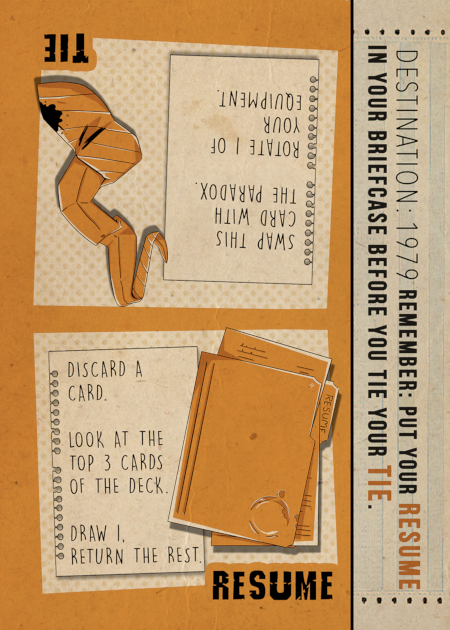 TIE
SWAP THIS
CARD WITH
THE PARADOX.
ROTATE 1 OF
YOUR
EQUIPMENT.
DISCARD A
CARD.
LOOK AT THE
TOP 3 CARDS
OF THE DECK.
DRAW 1,
RETURN THE REST.
RESUME
RESUME
DESTINATION: 1979 REMEMBER: PUT YOUR RESUME
IN YOUR BRIEFCASE BEFORE YOU TIE YOUR TIE.